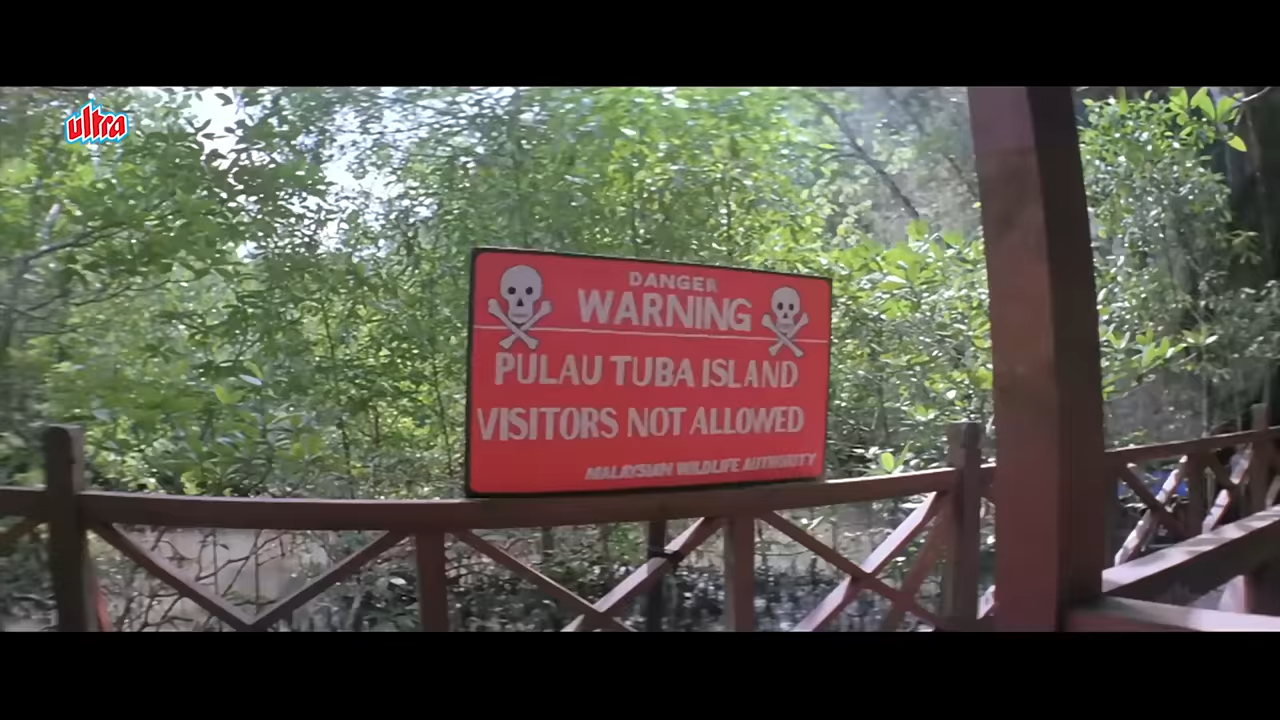 ultra
DANGER
WARNING
PULAU TUBA ISLAND
VISITORS NOT ALLOWED
MALAYSIAN WILDLIFE AUTHORITY